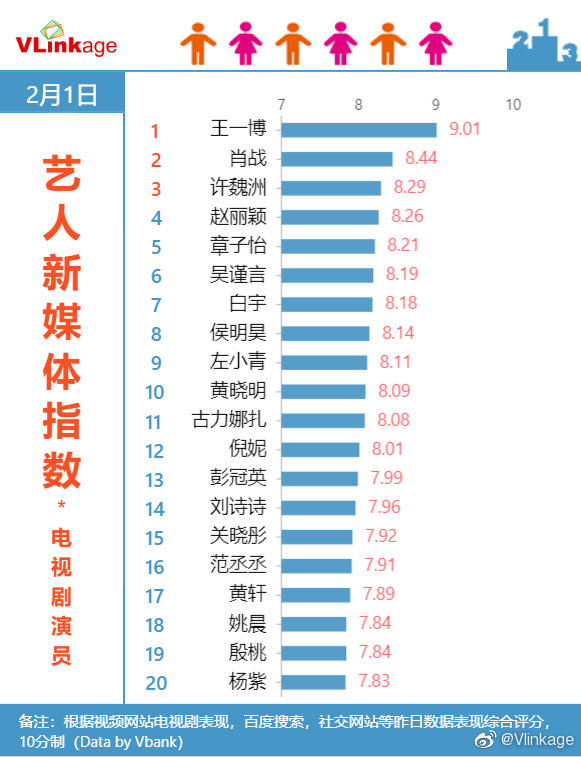 VLinkage
1
2
3
2月1日
艺人新媒体指数
*
电视剧演员
7 8 9 10
1 王一博 9.01
2 肖战 8.44
3 许魏洲 8.29
4 赵丽颖 8.26
5 章子怡 8.21
6 吴谨言 8.19
7 白宇 8.18
8 侯明昊 8.14
9 左小青 8.11
10 黄晓明 8.09
11 古力娜扎 8.08
12 倪妮 8.01
13 彭冠英 7.99
14 刘诗诗 7.96
15 关晓彤 7.92
16 范丞丞 7.91
17 黄轩 7.89
18 姚晨 7.84
19 殷桃 7.84
20 杨紫 7.83
备注：根据视频网站电视剧表现，百度搜索，社交网站等昨日数据表现综合评分，
10分制（Data by Vbank）
@Vlinkage